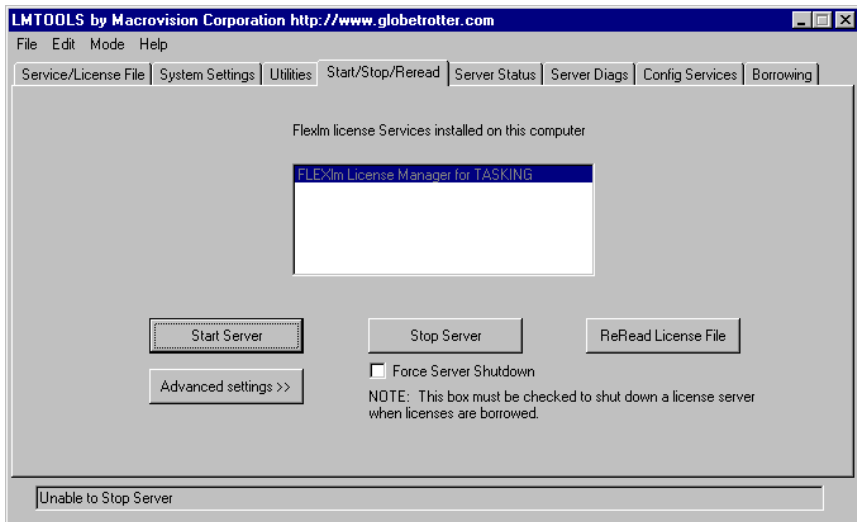 LMTOOLS by Macrovision Corporation http://www.globetrotter.com
File Edit Mode Help
Service/License File System Settings Utilities Start/Stop/Reread Server Status Server Diags Config Services Borrowing
Flexlm license Services installed on this computer
FLEXlm License Manager for TASKING
Start Server Stop Server ReRead License File
Force Server Shutdown
Advanced settings >>
NOTE: This box must be checked to shut down a license server
when licenses are borrowed.
Unable to Stop Server